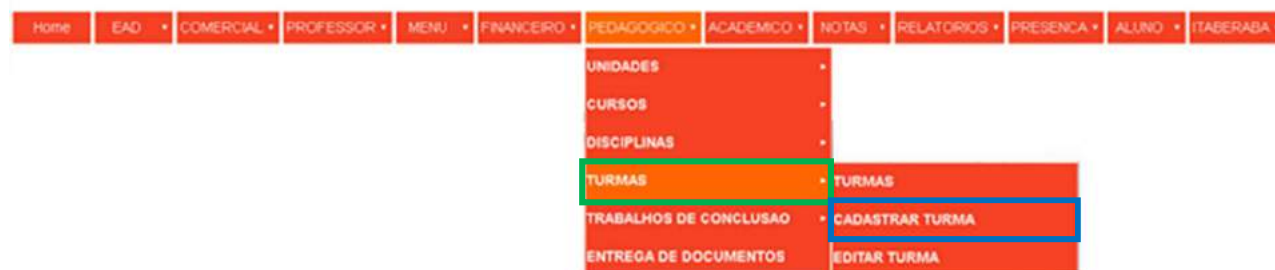 Home EAD COMERCIAL PROFESSOR MENU FINANCEIRO PEDAGOGICO ACADEMICO NOTAS RELATORIOS PRESENCA ALUNO ITABERABA
UNIDADES
CURSOS
DISCIPLINAS
TURMAS TURMAS
TRABALHOS DE CONCLUSAO CADASTRAR TURMA
ENTREGA DE DOCUMENTOS EDITAR TURMA